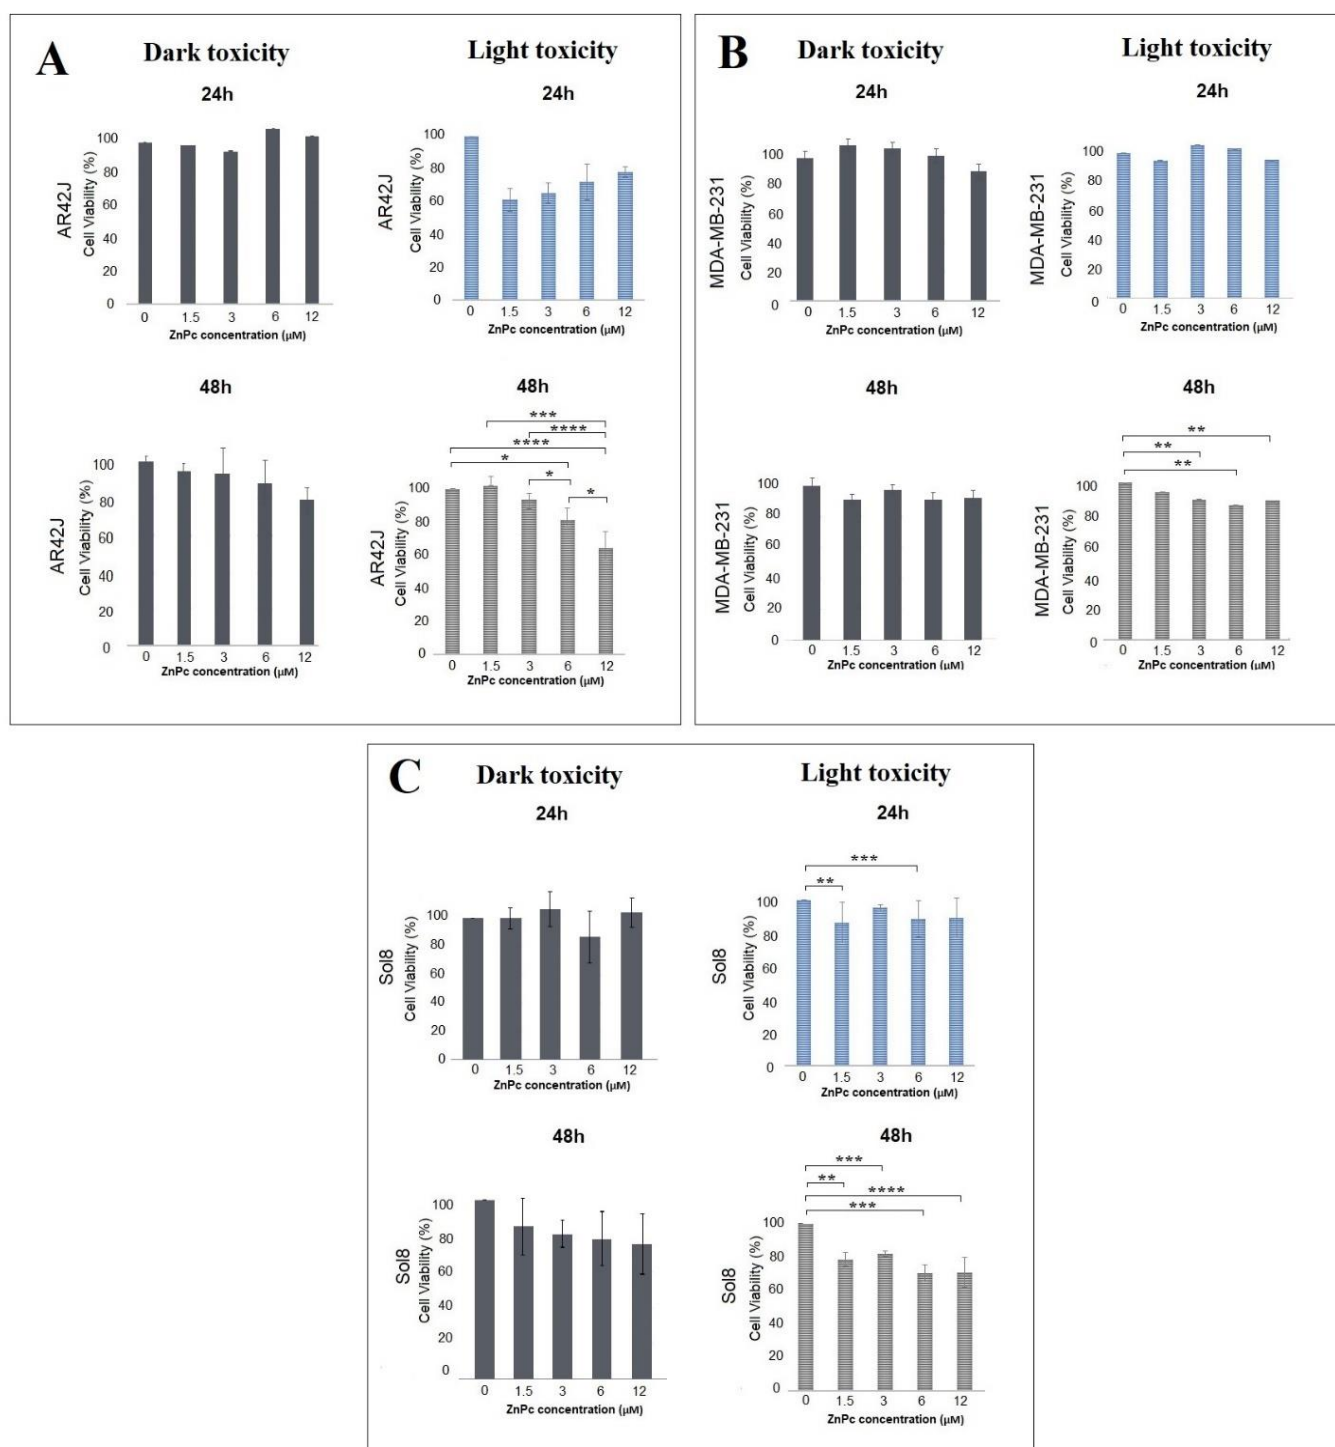 A
Dark toxicity
Light toxicity
24h
AR42J
Cell Viability (%)
100
80
60
40
20
0
0 1.5 3 6 12
ZnPc concentration (µM)
24h
AR42J
Cell Viability (%)
100
80
60
40
20
0
0 1.5 3 6 12
ZnPc concentration (µM)
48h
AR42J
Cell Viability (%)
100
80
60
40
20
0
0 1.5 3 6 12
ZnPc concentration (µM)
48h
***
****
****
*
*
*
AR42J
Cell Viability (%)
100
80
60
40
20
0
0 1.5 3 6 12
ZnPc concentration (µM)
B
Dark toxicity
Light toxicity
24h
MDA-MB-231
Cell Viability (%)
100
80
60
40
20
0
0 1.5 3 6 12
ZnPc concentration (µM)
24h
MDA-MB-231
Cell Viability (%)
100
80
60
40
20
0
0 1.5 3 6 12
ZnPc concentration (µM)
48h
MDA-MB-231
Cell Viability (%)
100
80
60
40
20
0
0 1.5 3 6 12
ZnPc concentration (µM)
48h
**
**
**
MDA-MB-231
Cell Viability (%)
100
80
60
40
20
0
0 1.5 3 6 12
ZnPc concentration (µM)
C
Dark toxicity
Light toxicity
24h
Sol8
Cell Viability (%)
100
80
60
40
20
0
0 1.5 3 6 12
ZnPc concentration (µM)
24h
***
**
Sol8
Cell Viability (%)
100
80
60
40
20
0
0 1.5 3 6 12
ZnPc concentration (µM)
48h
Sol8
Cell Viability (%)
100
80
60
40
20
0
0 1.5 3 6 12
ZnPc concentration (µM)
48h
***
**
****
***
Sol8
Cell Viability (%)
100
80
60
40
20
0
0 1.5 3 6 12
ZnPc concentration (µM)